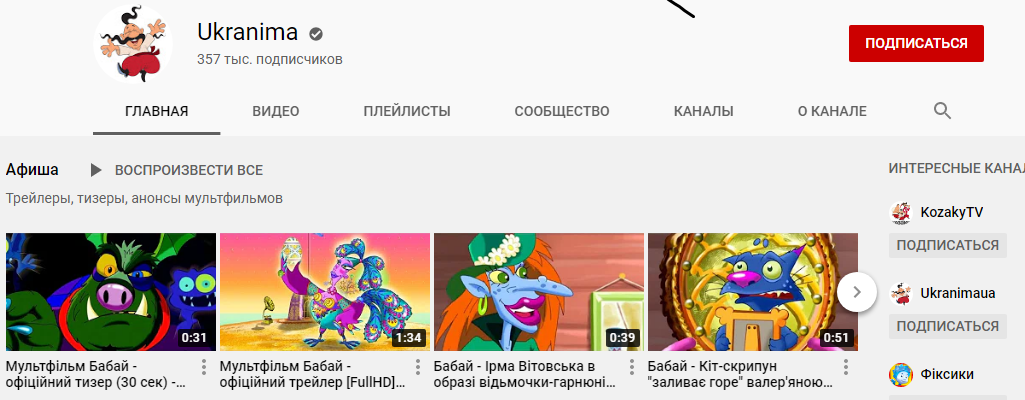 Ukranima
357 тыс. подписчиков
ПОДПИСАТЬСЯ
ГЛАВНАЯ ВИДЕО ПЛЕЙЛИСТЫ СООБЩЕСТВО КАНАЛЫ О КАНАЛЕ
Афиша ВОСПРОИЗВЕСТИ ВСЕ
Трейлеры, тизеры, анонсы мультфильмов
0:31 1:34 0:39 0:51
Мультфільм Бабай -
офіційний тизер (30 сек) -...
Мультфільм Бабай -
офіційний трейлер [FullHD]...
Бабай - Ірма Вітовська в
образі відьмочки-гарнюні...
Бабай - Кіт-скрипун
"заливає горе" валер'яною...
ИНТЕРЕСНЫЕ КАНАЛ
KozakyTV
ПОДПИСАТЬСЯ
Ukranimaua
ПОДПИСАТЬСЯ
Фіксики